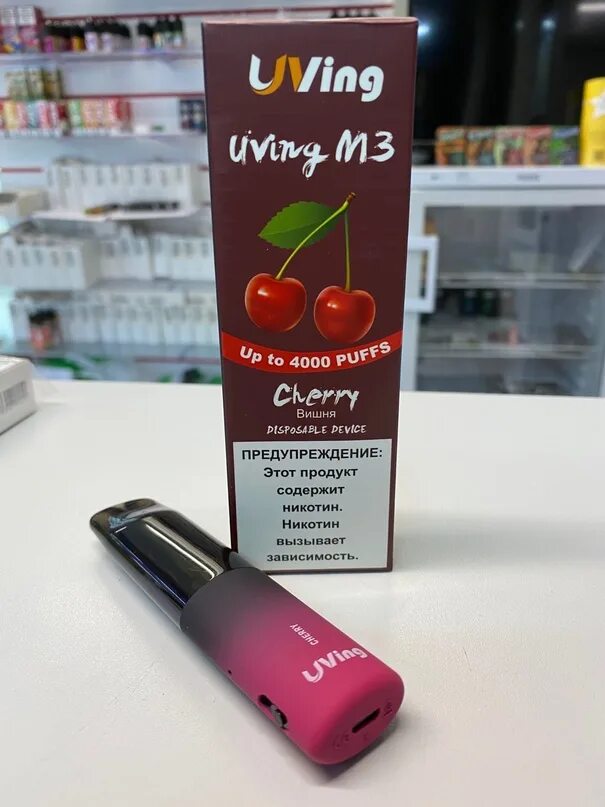 UVing
Uving M3
Up to 4000 PUFFS
Cherry
Вишня
DISPOSABLE DEVICE
ПРЕДУПРЕЖДЕНИЕ:
Этот продукт
содержит
никотин.
Никотин
вызывает
зависимость.
CHERRY
UVing